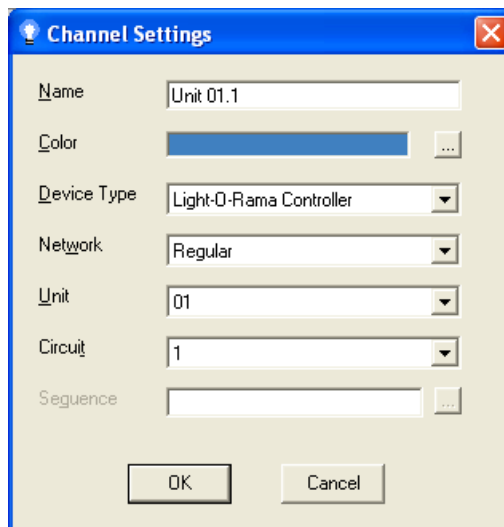 Channel Settings
Name Unit 01.1
Color ...
Device Type Light-O-Rama Controller
Network Regular
Unit 01
Circuit 1
Sequence ...
OK Cancel